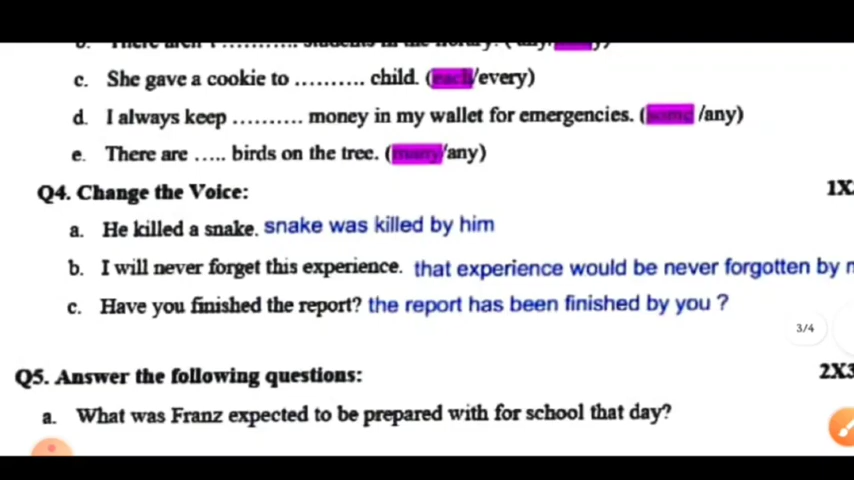 c. She gave a cookie to .......... child. (each/every)
d. I always keep .......... money in my wallet for emergencies. (some /any)
e. There are ..... birds on the tree. (many/any)
Q4. Change the Voice: 1X
a. He killed a snake. snake was killed by him
b. I will never forget this experience. that experience would be never forgotten by
c. Have you finished the report? the report has been finished by you ?
3/4
Q5. Answer the following questions: 2X3
a. What was Franz expected to be prepared with for school that day?